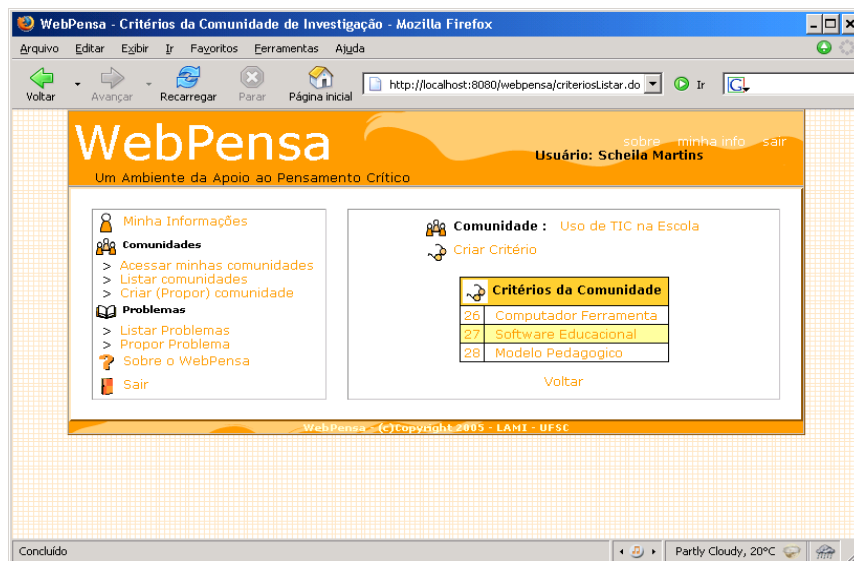 WebPensa - Critérios da Comunidade de Investigação - Mozilla Firefox
Arquivo Editar Exibir Ir Favoritos Ferramentas Ajuda
Voltar Avançar Recarregar Parar Página inicial http://localhost:8080/webpensa/criteriosListar.do Ir G
WebPensa
sobre minha info sair
Usuário: Scheila Martins
Um Ambiente da Apoio ao Pensamento Crítico
Minha Informações
Comunidades
> Acessar minhas comunidades
> Listar comunidades
> Criar (Propor) comunidade
Problemas
> Listar Problemas
> Propor Problema
Sobre o WebPensa
Sair
Comunidade : Uso de TIC na Escola
Criar Critério
Critérios da Comunidade
26 Computador Ferramenta
27 Software Educacional
28 Modelo Pedagogico
Voltar
WebPensa - (c)Copyright 2005 - LAMI - UFSC
Concluído Partly Cloudy, 20ºC